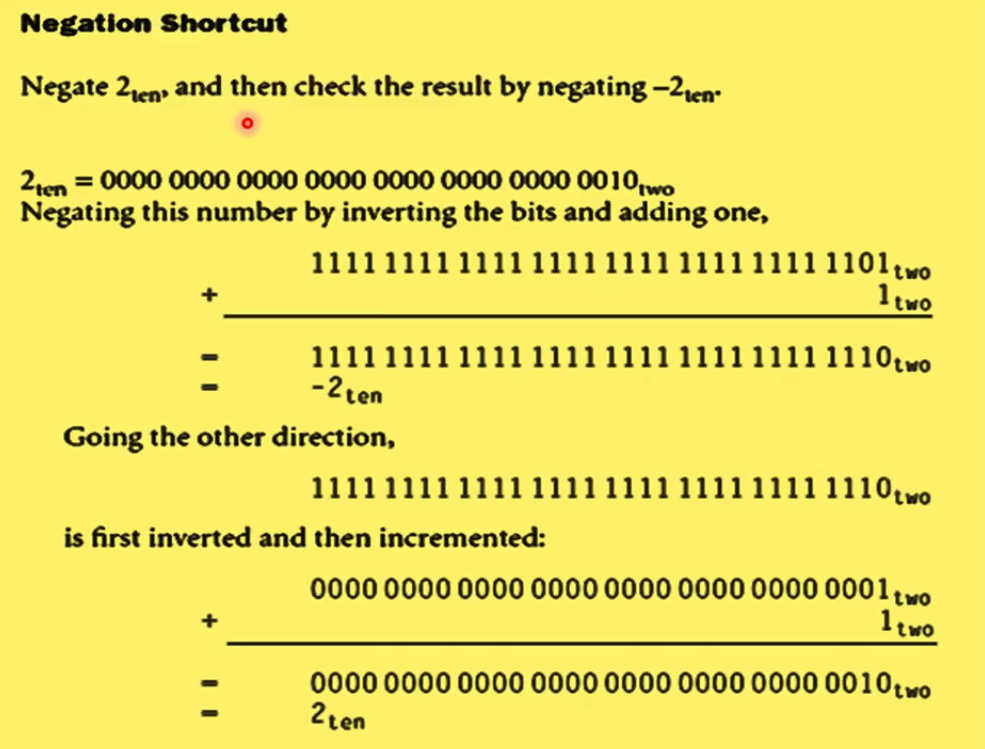 Negation Shortcut
Negate 2ten, and then check the result by negating –2ten.
2ten = 0000 0000 0000 0000 0000 0000 0000 0010two
Negating this number by inverting the bits and adding one,
1111 1111 1111 1111 1111 1111 1111 1101two
+ 1two
= 1111 1111 1111 1111 1111 1111 1111 1110two
= -2ten
Going the other direction,
1111 1111 1111 1111 1111 1111 1111 1110two
is first inverted and then incremented:
0000 0000 0000 0000 0000 0000 0000 0001two
+ 1two
= 0000 0000 0000 0000 0000 0000 0000 0010two
= 2ten